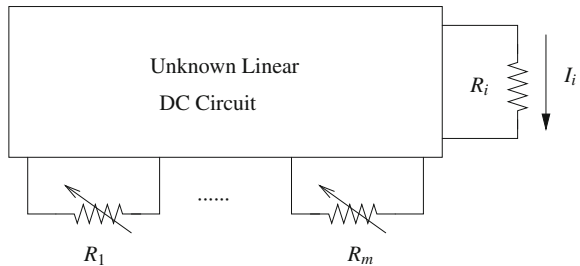 Unknown Linear
DC Circuit
R_i
I_i
......
R_1
R_m